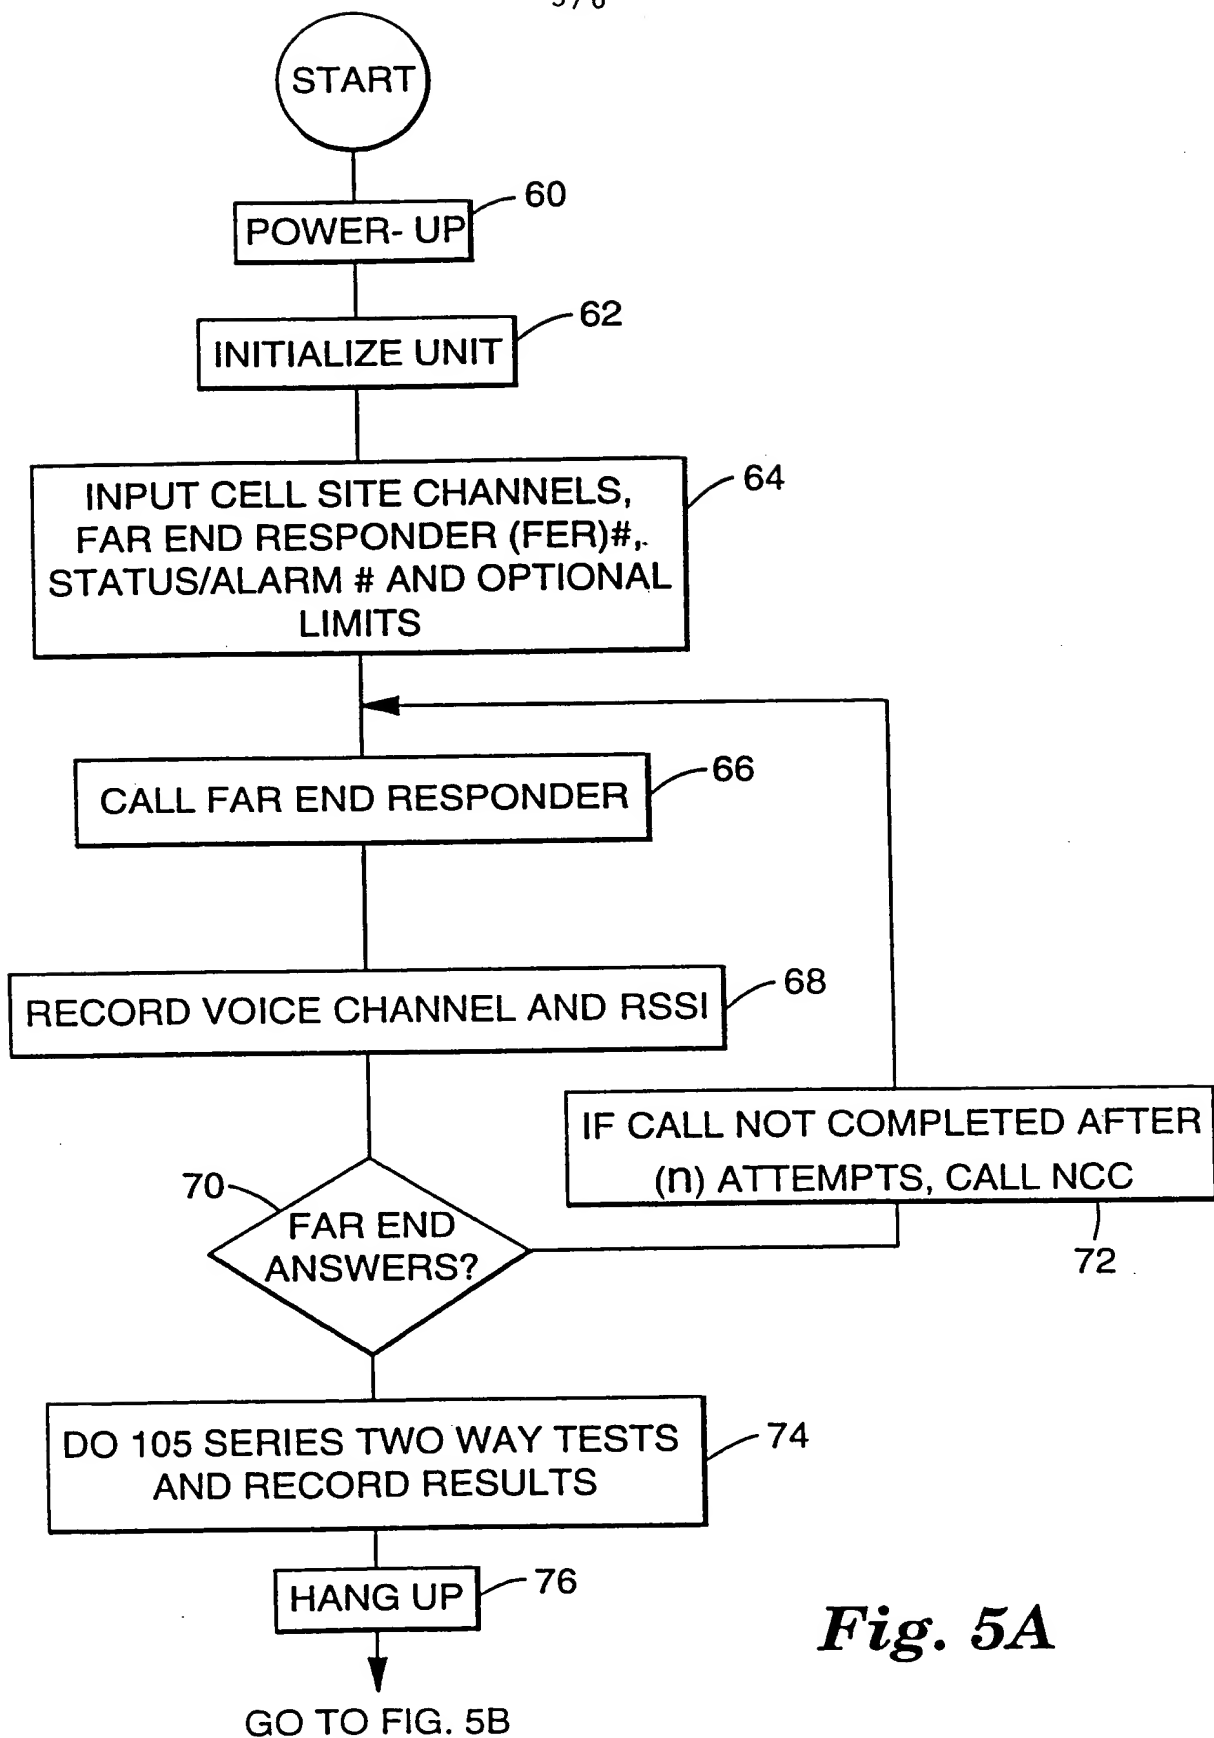 START
60
POWER- UP
62
INITIALIZE UNIT
64
INPUT CELL SITE CHANNELS,
FAR END RESPONDER (FER)#,
STATUS/ALARM # AND OPTIONAL
LIMITS
66
CALL FAR END RESPONDER
68
RECORD VOICE CHANNEL AND RSSI
IF CALL NOT COMPLETED AFTER
(n) ATTEMPTS, CALL NCC
72
70
FAR END
ANSWERS?
74
DO 105 SERIES TWO WAY TESTS
AND RECORD RESULTS
76
HANG UP
Fig. 5A
GO TO FIG. 5B